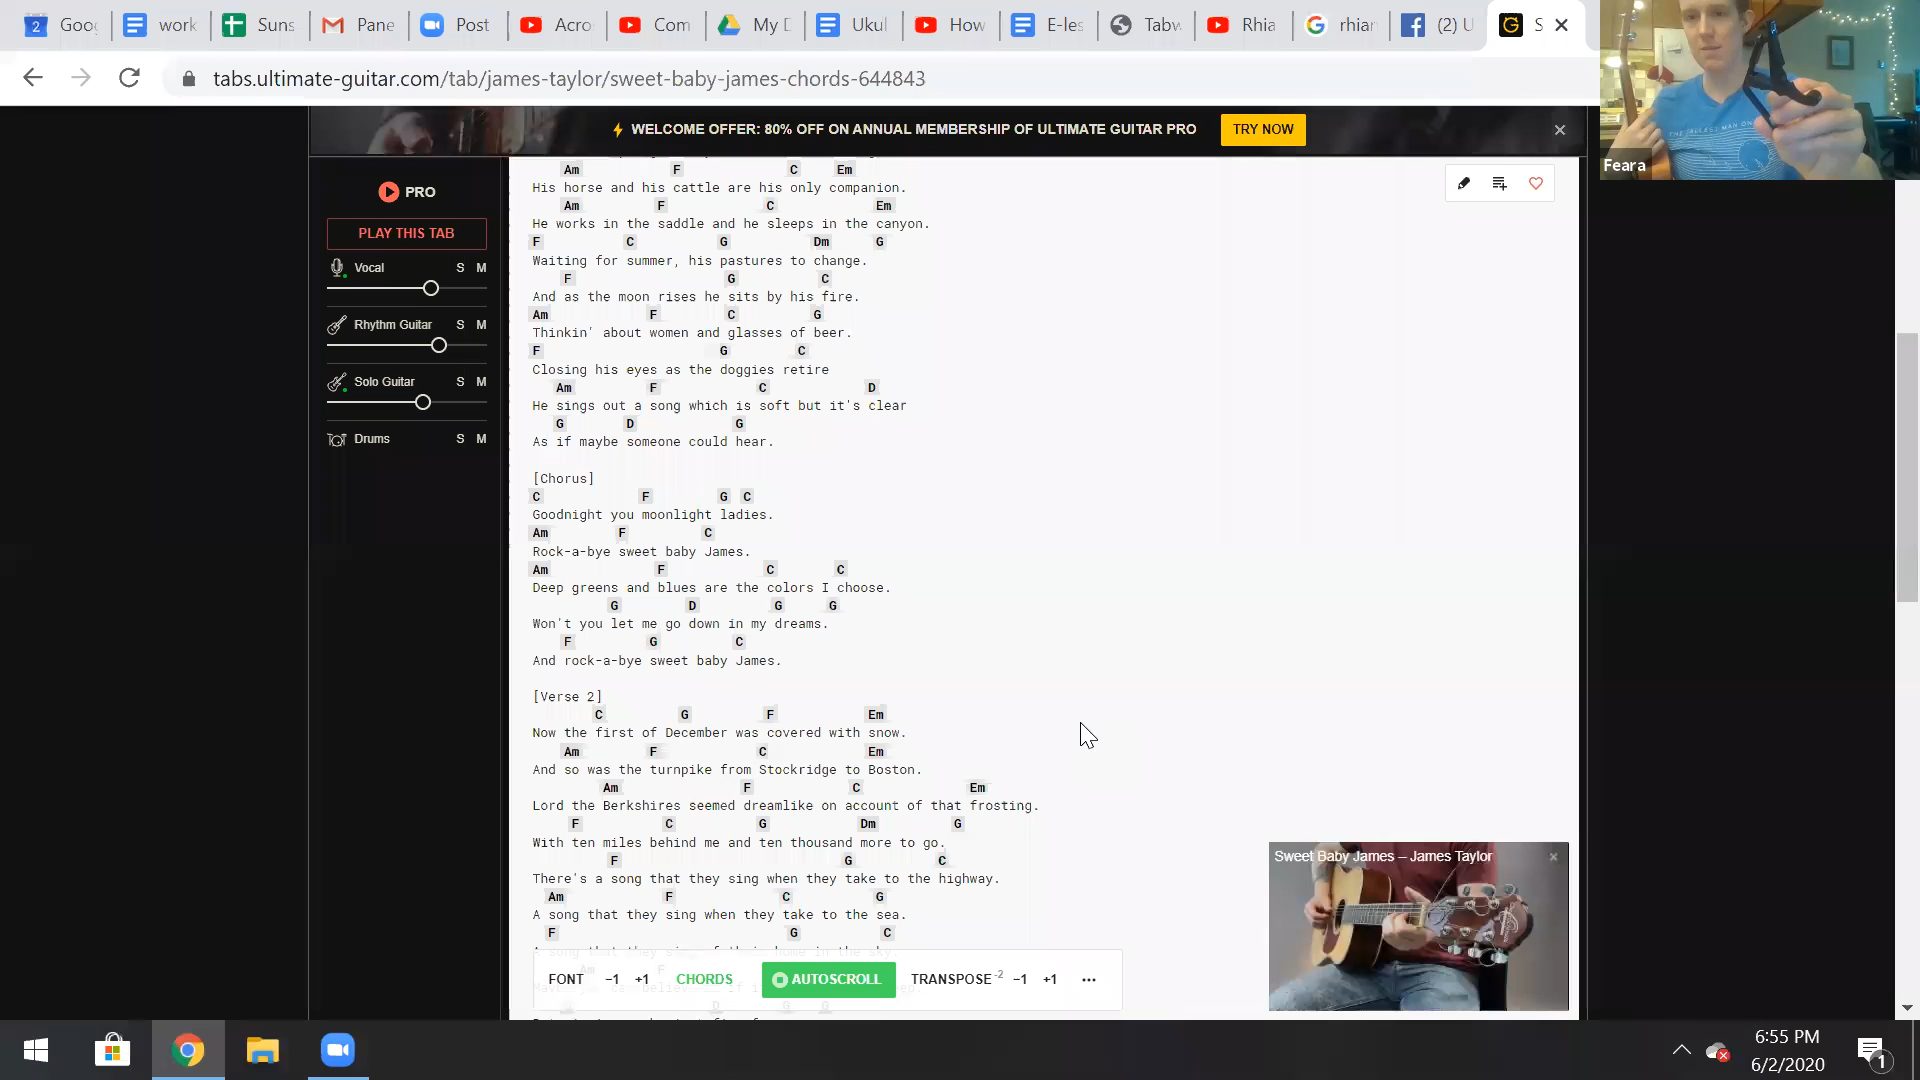 Goo
work
Suns
Pane
Post
Acro
Com
My D
Ukul
How
E-les
Tabw
Rhia
rhian
(2) U
S
tabs.ultimate-guitar.com/tab/james-taylor/sweet-baby-james-chords-644843
Feara
WELCOME OFFER: 80% OFF ON ANNUAL MEMBERSHIP OF ULTIMATE GUITAR PRO
TRY NOW
PRO
PLAY THIS TAB
Vocal S M
Rhythm Guitar S M
Solo Guitar S M
Drums S M
Am F C Em
His horse and his cattle are his only companion.
Am F C Em
He works in the saddle and he sleeps in the canyon.
F C G Dm G
Waiting for summer, his pastures to change.
F G C
And as the moon rises he sits by his fire.
Am F C G
Thinkin' about women and glasses of beer.
F G C
Closing his eyes as the doggies retire
Am F C D
He sings out a song which is soft but it's clear
G D G
As if maybe someone could hear.
[Chorus]
C F G C
Goodnight you moonlight ladies.
Am F C
Rock-a-bye sweet baby James.
Am F C C
Deep greens and blues are the colors I choose.
G D G G
Won't you let me go down in my dreams.
F G C
And rock-a-bye sweet baby James.
[Verse 2]
C G F Em
Now the first of December was covered with snow.
Am F C Em
And so was the turnpike from Stockridge to Boston.
Am F C Em
Lord the Berkshires seemed dreamlike on account of that frosting.
F C G Dm G
With ten miles behind me and ten thousand more to go.
F G C
There's a song that they sing when they take to the highway.
Am F C G
A song that they sing when they take to the sea.
F G C
FONT −1 +1 CHORDS AUTOSCROLL TRANSPOSE -2 −1 +1
Sweet Baby James – James Taylor
6:55 PM
6/2/2020
1